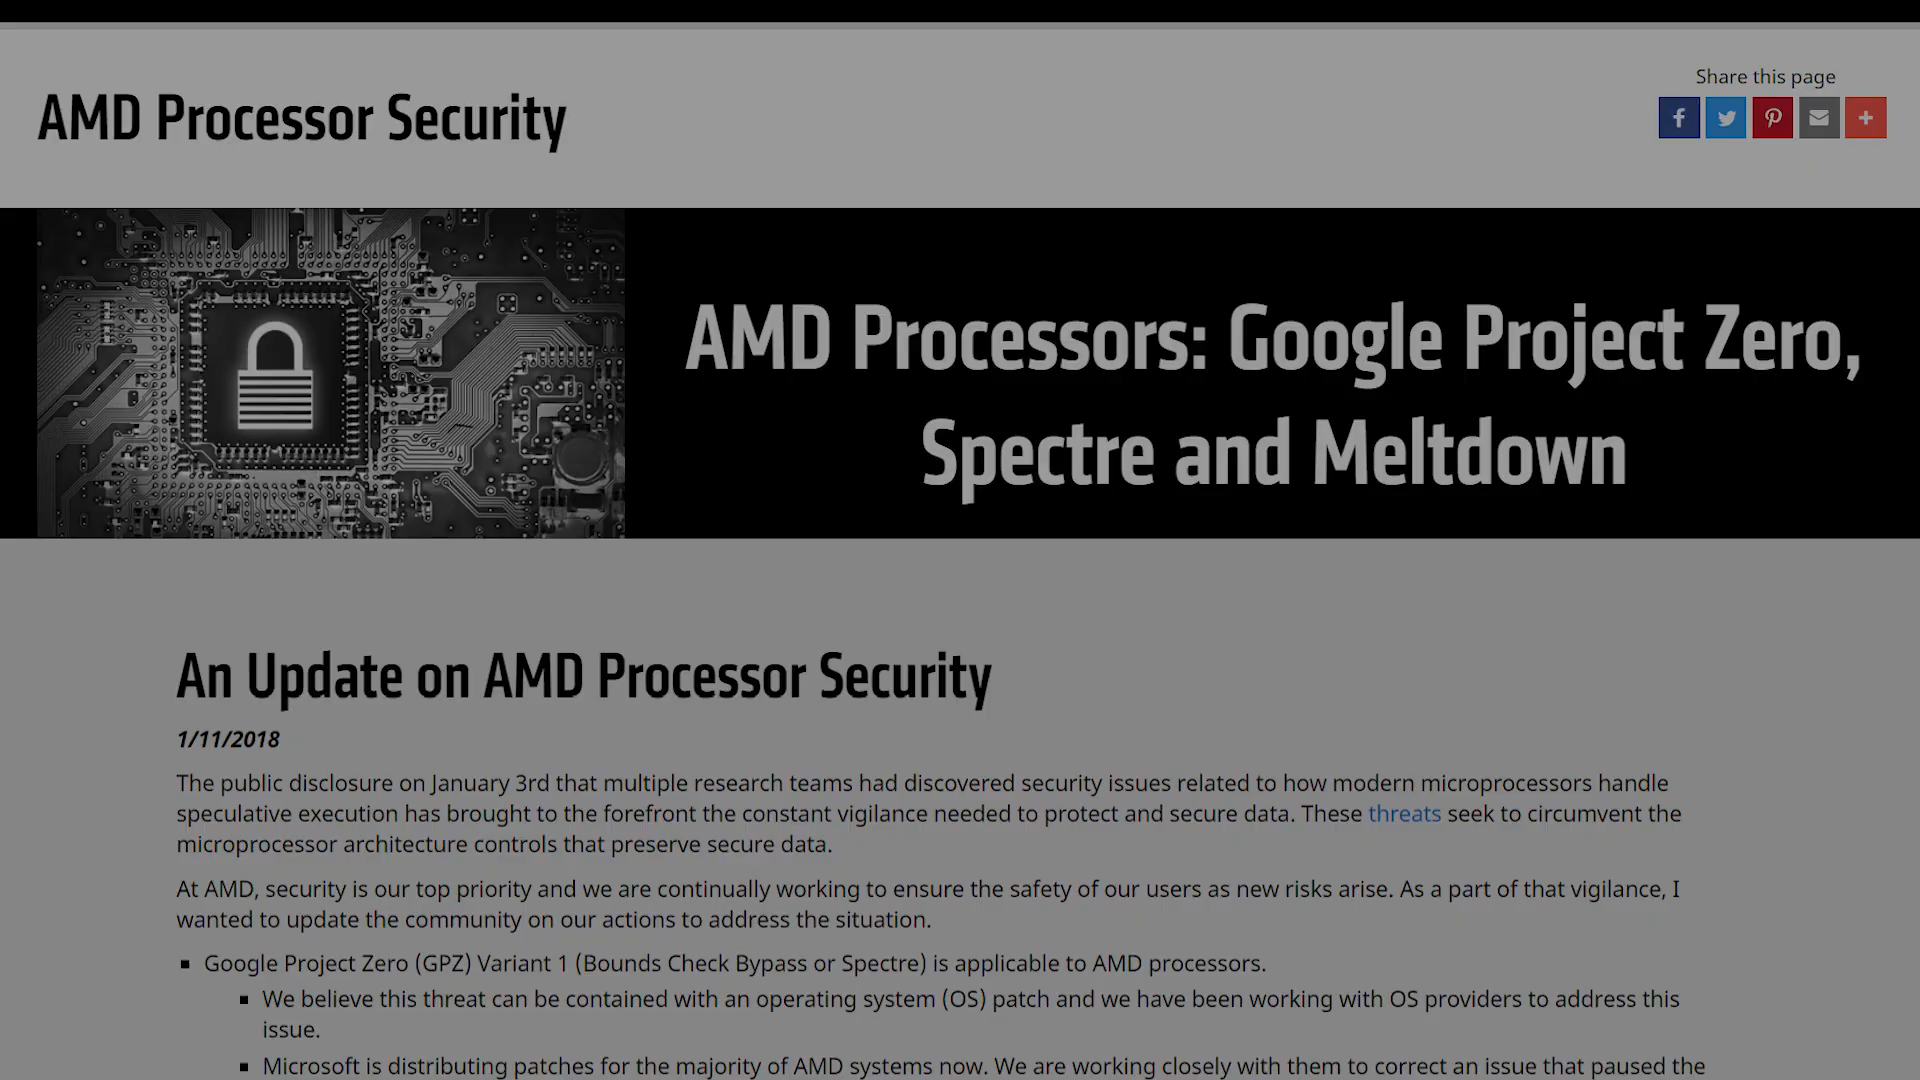 Share this page
AMD Processor Security
AMD Processors: Google Project Zero,
Spectre and Meltdown
An Update on AMD Processor Security
1/11/2018
The public disclosure on January 3rd that multiple research teams had discovered security issues related to how modern microprocessors handle
speculative execution has brought to the forefront the constant vigilance needed to protect and secure data. These threats seek to circumvent the
microprocessor architecture controls that preserve secure data.
At AMD, security is our top priority and we are continually working to ensure the safety of our users as new risks arise. As a part of that vigilance, I
wanted to update the community on our actions to address the situation.
Google Project Zero (GPZ) Variant 1 (Bounds Check Bypass or Spectre) is applicable to AMD processors.
We believe this threat can be contained with an operating system (OS) patch and we have been working with OS providers to address this
issue.
Microsoft is distributing patches for the majority of AMD systems now. We are working closely with them to correct an issue that paused the